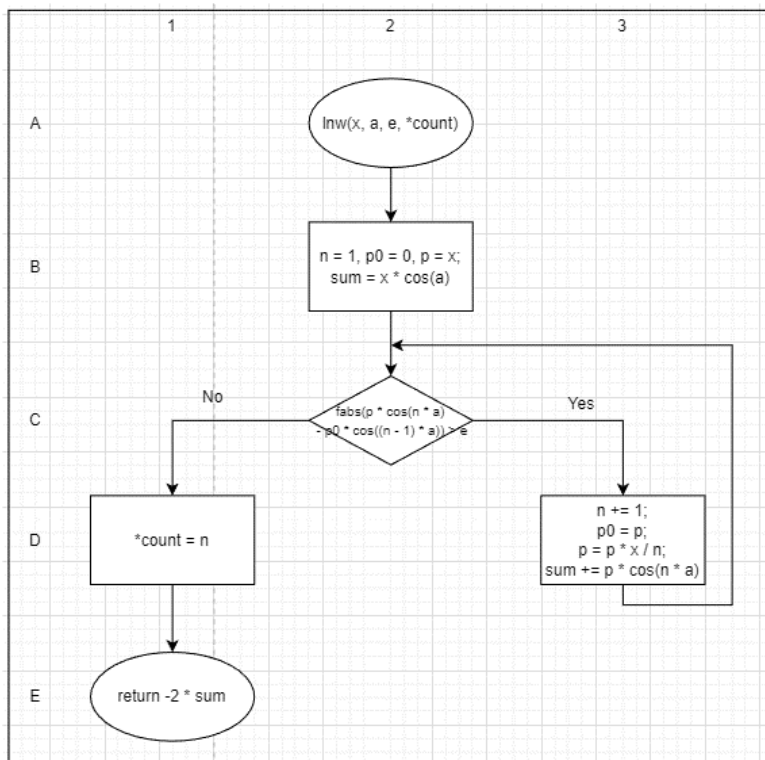 1 2 3
A
lnw(x, a, e, *count)
B
n = 1, p0 = 0, p = x;
sum = x * cos(a)
No
Yes
C
fabs(p * cos(n * a)
- p0 * cos((n - 1) * a)) > e
D
*count = n
n += 1;
p0 = p;
p = p * x / n;
sum += p * cos(n * a)
E
return -2 * sum